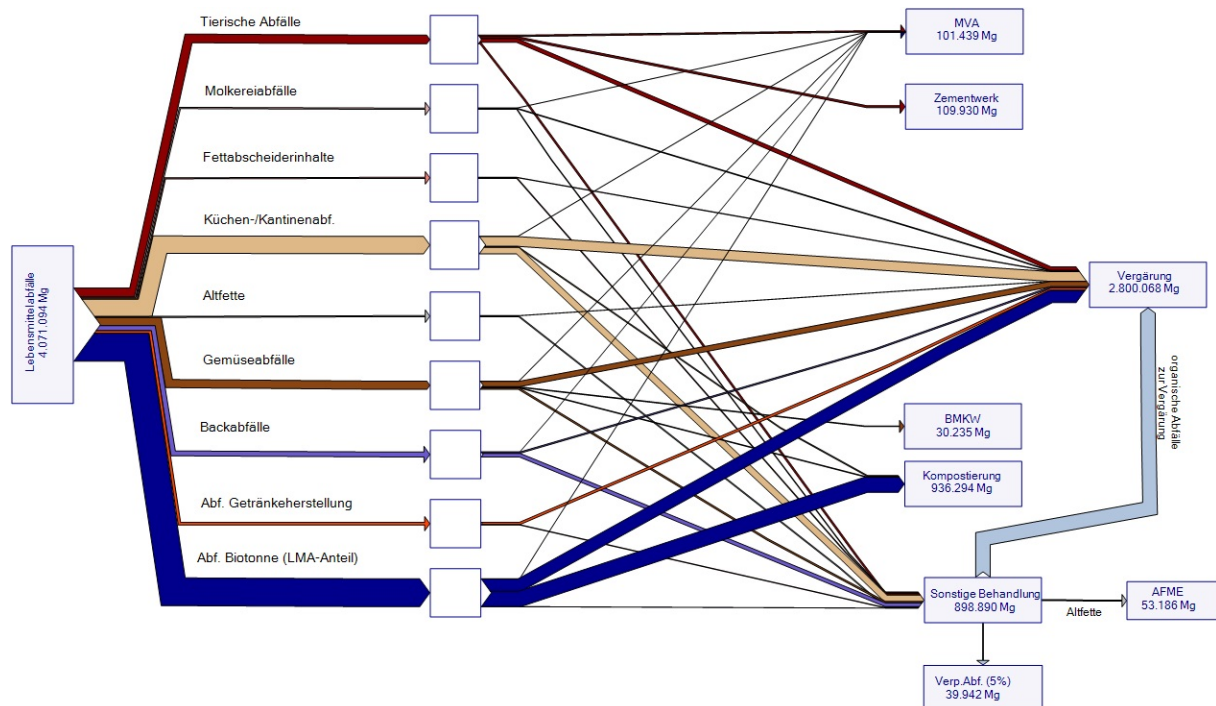 Tierische Abfälle
Molkereiabfälle
Fettabscheiderinhalte
Küchen-/Kantinenabf.
Altfette
Gemüseabfälle
Backabfälle
Abf. Getränkeherstellung
Abf. Biotonne (LMA-Anteil)
Lebensmittelabfälle
4.071.094 Mg
MVA
101.439 Mg
Zementwerk
109.930 Mg
Vergärung
2.800.068 Mg
organische Abfälle
zur Vergärung
BMKW
30.235 Mg
Kompostierung
936.294 Mg
Sonstige Behandlung
898.890 Mg
Altfette
AFME
53.186 Mg
Verp.Abf. (5%)
39.942 Mg